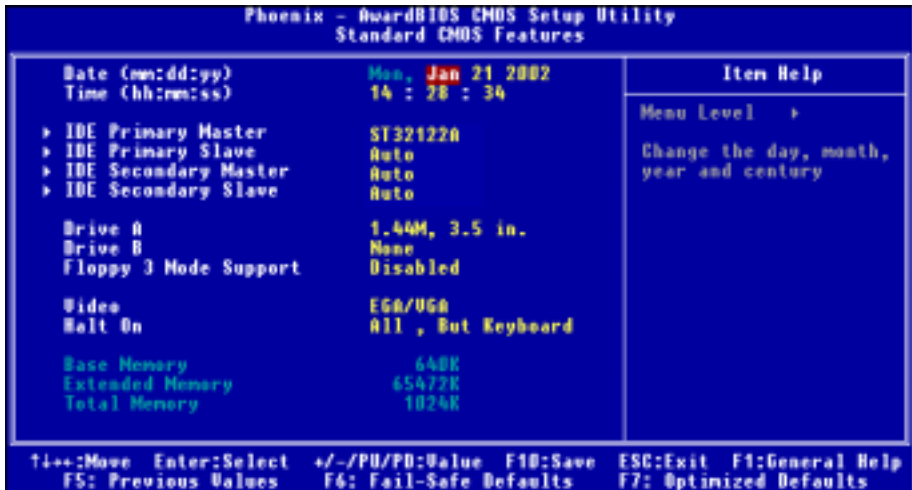 Phoenix - AwardBIOS CMOS Setup Utility
Standard CMOS Features
Date (mm:dd:yy) Mon, Jan 21 2002
Time (hh:mm:ss) 14 : 28 : 34
IDE Primary Master ST32122A
IDE Primary Slave Auto
IDE Secondary Master Auto
IDE Secondary Slave Auto
Drive A 1.44M, 3.5 in.
Drive B None
Floppy 3 Mode Support Disabled
Video EGA/VGA
Halt On All , But Keyboard
Base Memory 640K
Extended Memory 65472K
Total Memory 1024K
Item Help
Menu Level ▸
Change the day, month,
year and century
↑↓→←:Move Enter:Select +/-/PU/PD:Value F10:Save ESC:Exit F1:General Help
F5: Previous Values F6: Fail-Safe Defaults F7: Optimized Defaults